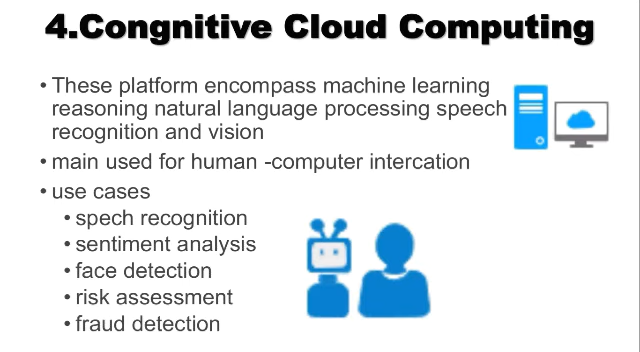 4.Congnitive Cloud Computing
• These platform encompass machine learning
reasoning natural language processing speech
recognition and vision
• main used for human -computer intercation
• use cases
• spech recognition
• sentiment analysis
• face detection
• risk assessment
• fraud detection